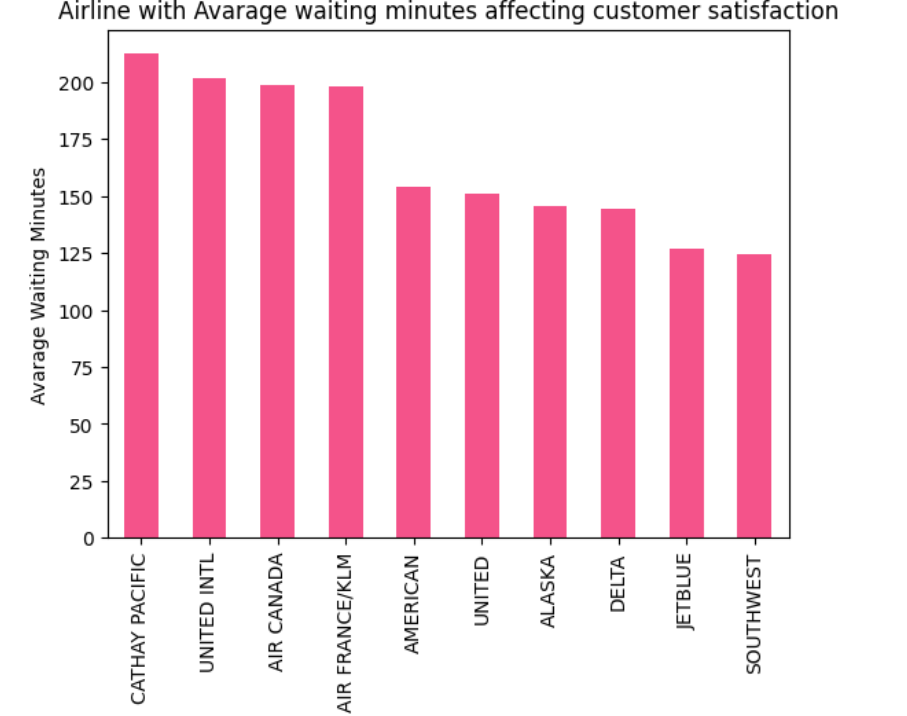 Airline with Avarage waiting minutes affecting customer satisfaction
Avarage Waiting Minutes
200
175
150
125
100
75
50
25
0
CATHAY PACIFIC
UNITED INTL
AIR CANADA
AIR FRANCE/KLM
AMERICAN
UNITED
ALASKA
DELTA
JETBLUE
SOUTHWEST